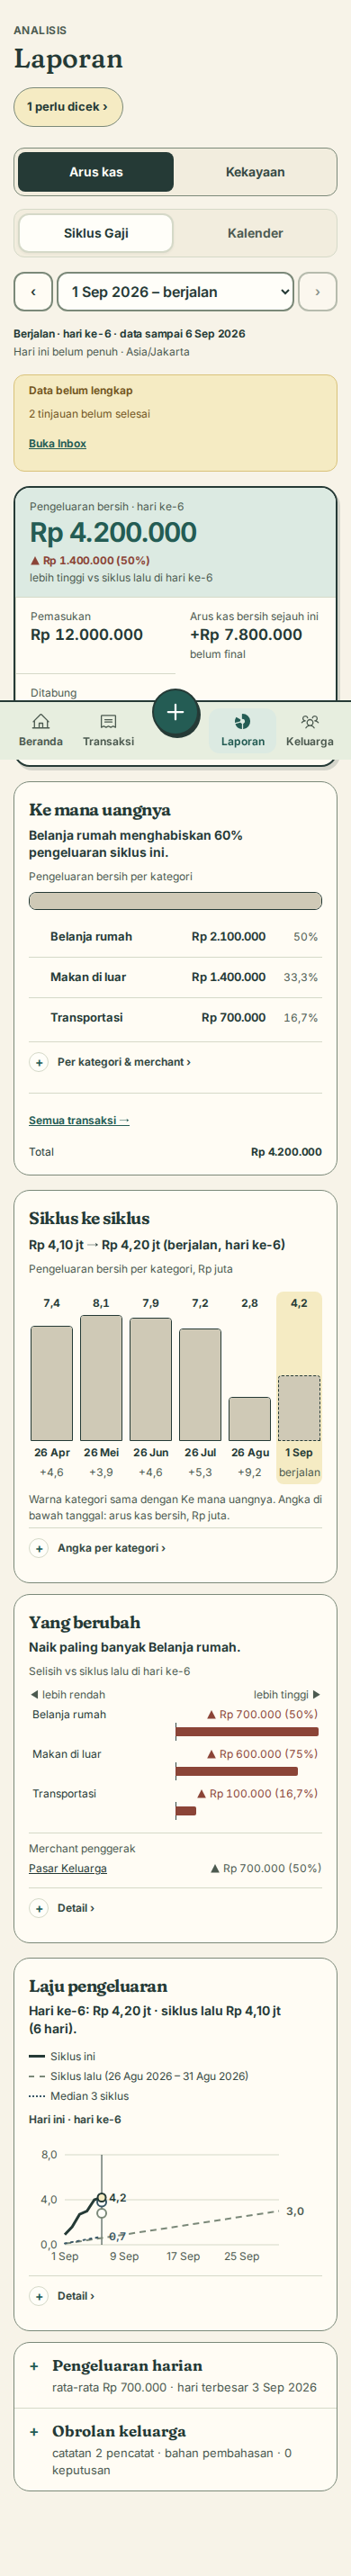 ANALISIS
Laporan
1 perlu dicek ›
Arus kas
Kekayaan
Siklus Gaji
Kalender
‹
1 Sep 2026 – berjalan
›
Berjalan · hari ke-6 · data sampai 6 Sep 2026
Hari ini belum penuh · Asia/Jakarta
Data belum lengkap
2 tinjauan belum selesai
Buka Inbox
Pengeluaran bersih · hari ke-6
Rp 4.200.000
▲ Rp 1.400.000 (50%)
lebih tinggi vs siklus lalu di hari ke-6
Pemasukan
Rp 12.000.000
Arus kas bersih sejauh ini
+Rp 7.800.000
belum final
Ditabung
+
Beranda
Transaksi
Laporan
Keluarga
Ke mana uangnya
Belanja rumah menghabiskan 60%
pengeluaran siklus ini.
Pengeluaran bersih per kategori
Belanja rumah Rp 2.100.000 50%
Makan di luar Rp 1.400.000 33,3%
Transportasi Rp 700.000 16,7%
+ Per kategori & merchant ›
Semua transaksi →
Total Rp 4.200.000
Siklus ke siklus
Rp 4,10 jt → Rp 4,20 jt (berjalan, hari ke-6)
Pengeluaran bersih per kategori, Rp juta
7,4 8,1 7,9 7,2 2,8 4,2
26 Apr 26 Mei 26 Jun 26 Jul 26 Agu 1 Sep
+4,6 +3,9 +4,6 +5,3 +9,2 berjalan
Warna kategori sama dengan Ke mana uangnya. Angka di
bawah tanggal: arus kas bersih, Rp juta.
+ Angka per kategori ›
Yang berubah
Naik paling banyak Belanja rumah.
Selisih vs siklus lalu di hari ke-6
◀ lebih rendah lebih tinggi ▶
Belanja rumah ▲ Rp 700.000 (50%)
Makan di luar ▲ Rp 600.000 (75%)
Transportasi ▲ Rp 100.000 (16,7%)
Merchant penggerak
Pasar Keluarga ▲ Rp 700.000 (50%)
+ Detail ›
Laju pengeluaran
Hari ke-6: Rp 4,20 jt · siklus lalu Rp 4,10 jt
(6 hari).
Siklus ini
Siklus lalu (26 Agu 2026 – 31 Agu 2026)
Median 3 siklus
Hari ini · hari ke-6
8,0
4,0
0,0
4,2
0,7
3,0
1 Sep 9 Sep 17 Sep 25 Sep
+ Detail ›
+ Pengeluaran harian
rata-rata Rp 700.000 · hari terbesar 3 Sep 2026
+ Obrolan keluarga
catatan 2 pencatat · bahan pembahasan · 0
keputusan